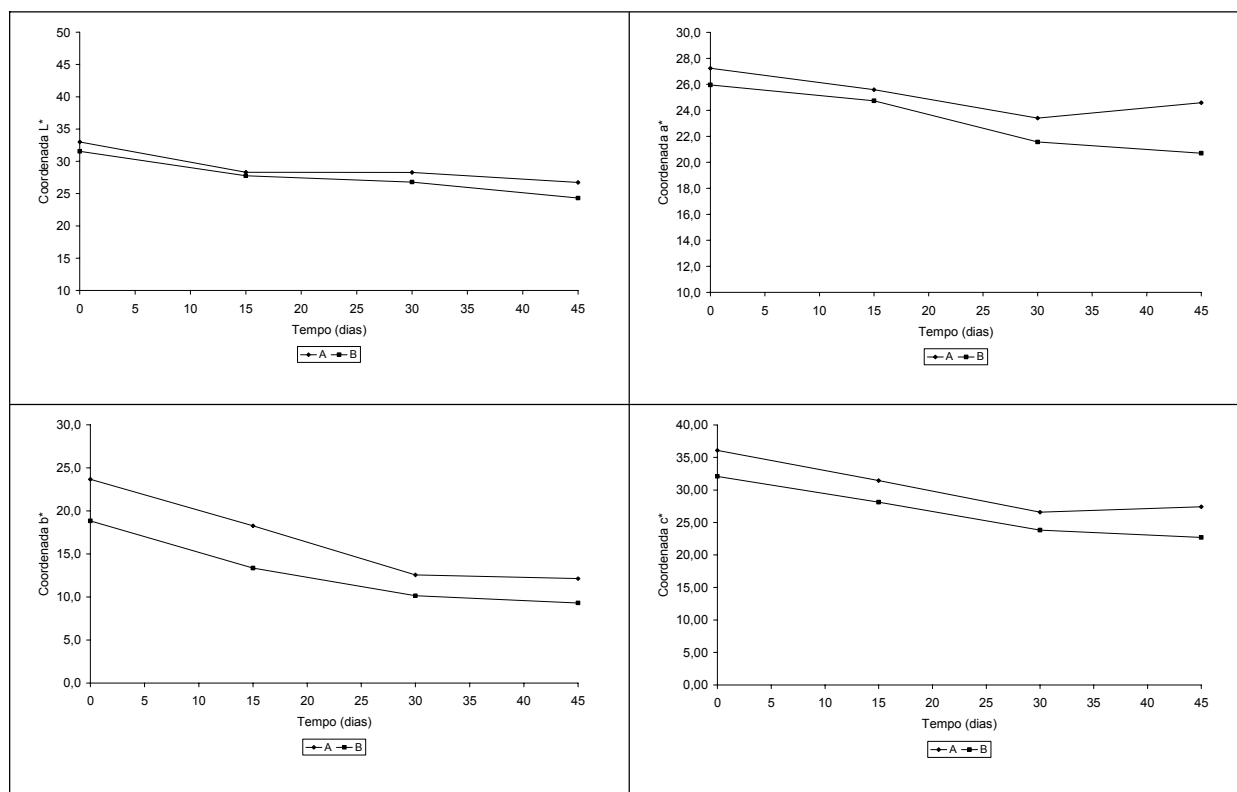 50
45
40
35
30
25
20
15
10
Coordenada L*
0 5 10 15 20 25 30 35 40 45
Tempo (dias)
A B
30,0
28,0
26,0
24,0
22,0
20,0
18,0
16,0
14,0
12,0
10,0
Coordenada a*
0 5 10 15 20 25 30 35 40 45
Tempo (dias)
A B
30,0
25,0
20,0
15,0
10,0
5,0
0,0
Coordenada b*
0 5 10 15 20 25 30 35 40 45
Tempo (dias)
A B
40,00
35,00
30,00
25,00
20,00
15,00
10,00
5,00
0,00
Coordenada c*
0 5 10 15 20 25 30 35 40 45
Tempo (dias)
A B